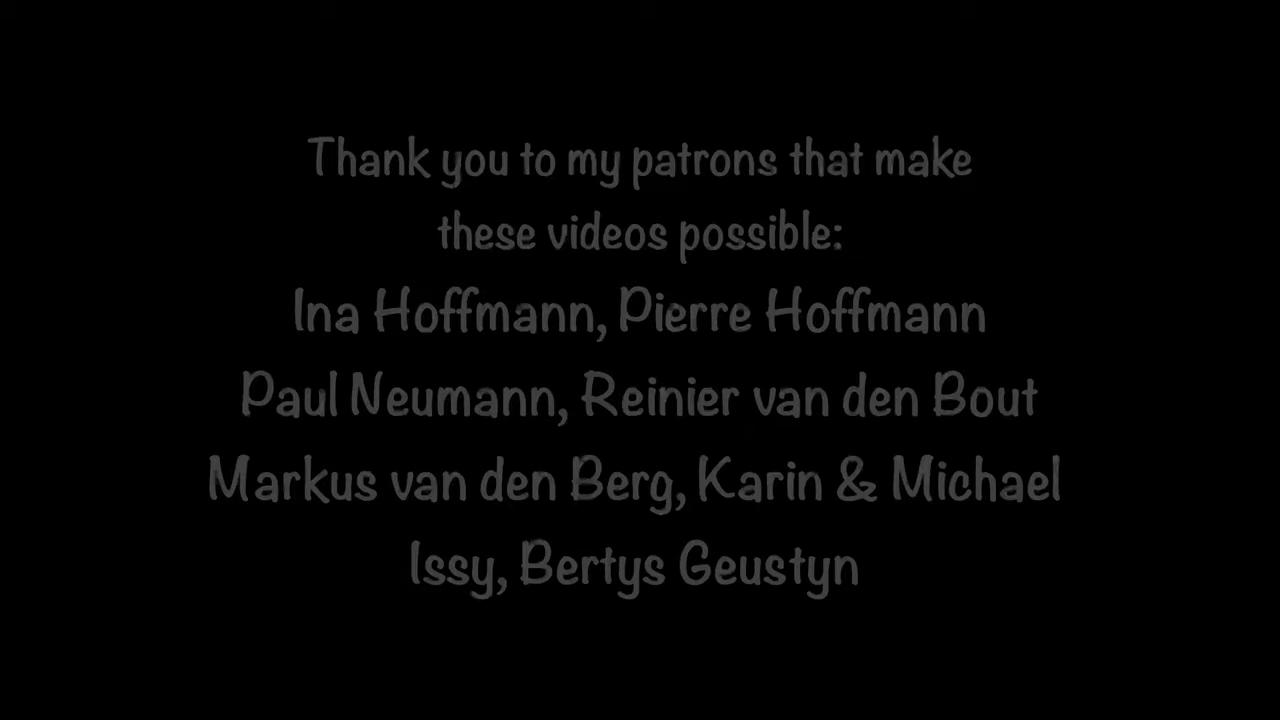 Thank you to my patrons that make
these videos possible:
Ina Hoffmann, Pierre Hoffmann
Paul Neumann, Reinier van den Bout
Markus van den Berg, Karin & Michael
Issy, Bertys Geustyn